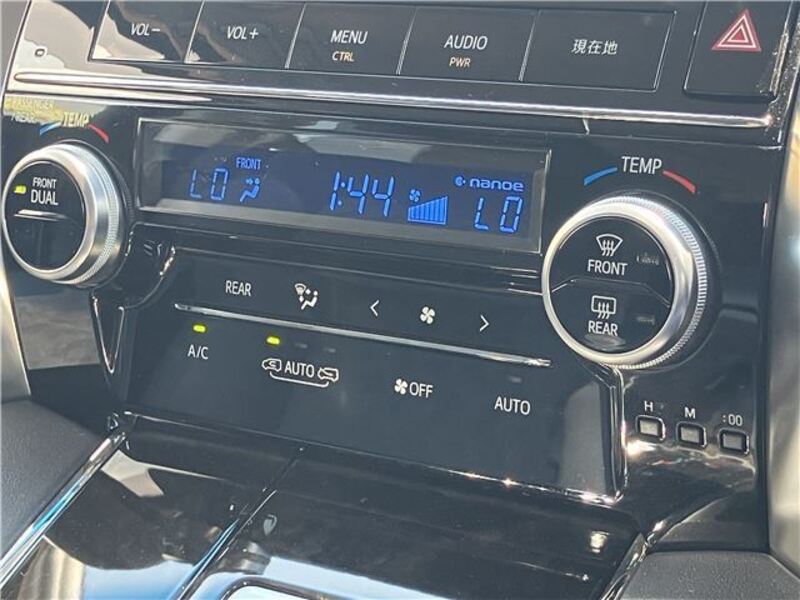 VOL-
VOL+
MENU
CTRL
AUDIO
PWR
現在地
PASSENGER
TEMP
FRONT
DUAL
FRONT
LO
1:44
nanoe
LO
TEMP
FRONT
REAR
REAR
A/C
AUTO
OFF
AUTO
H
M
:00